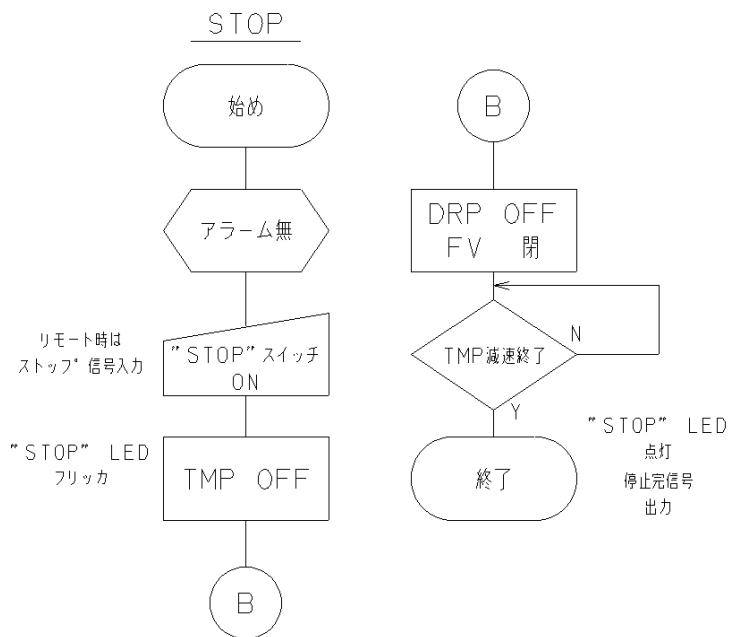 STOP
始め
アラーム無
リモート時は
ストップ 信号入力
"STOP"スイッチ
ON
"STOP" LED
フリッカ
TMP OFF
B
B
DRP OFF
FV 閉
TMP減速終了
N
Y
終了
"STOP" LED
点灯
停止完信号
出力